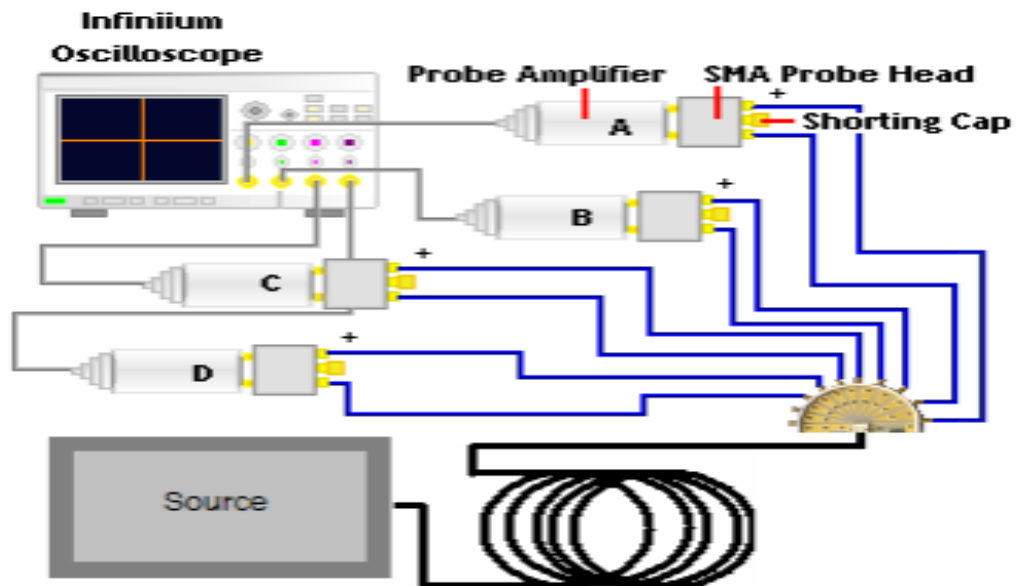 Infiniium
Oscilloscope
Probe Amplifier
SMA Probe Head
+
Shorting Cap
A
+
B
+
C
+
D
Source